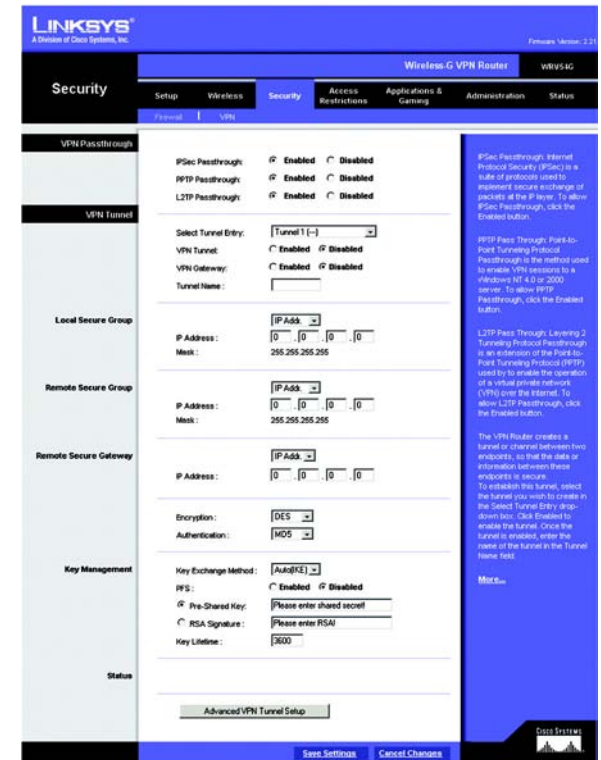 LINKSYS®
A Division of Cisco Systems, Inc.
Firmware Version: 2.21
Wireless-G VPN Router WRV54G
Security
Setup Wireless Security Access Restrictions Applications & Gaming Administration Status
Firewall | VPN
VPN Passthrough
IPSec Passthrough: Enabled Disabled
PPTP Passthrough: Enabled Disabled
L2TP Passthrough: Enabled Disabled
VPN Tunnel
Select Tunnel Entry: Tunnel 1 (--)
VPN Tunnel: Enabled Disabled
VPN Gateway: Enabled Disabled
Tunnel Name :
Local Secure Group
IP Addr.
IP Address : 0 . 0 . 0 . 0
Mask : 255.255.255.255
Remote Secure Group
IP Addr.
IP Address : 0 . 0 . 0 . 0
Mask : 255.255.255.255
Remote Secure Gateway
IP Addr.
IP Address : 0 . 0 . 0 . 0
Encryption : DES
Authentication : MD5
Key Management
Key Exchange Method : Auto(IKE)
PFS : Enabled Disabled
Pre-Shared Key: Please enter shared secret!
RSA Signature : Please enter RSA!
Key Lifetime : 3600
Status
Advanced VPN Tunnel Setup
Save Settings Cancel Changes
IPSec Passthrough: Internet
Protocol Security (IPSec) is a
suite of protocols used to
implement secure exchange of
packets at the IP layer. To allow
IPSec Passthrough, click the
Enabled button.
PPTP Pass Through: Point-to-
Point Tunneling Protocol
Passthrough is the method used
to enable VPN sessions to a
Windows NT 4.0 or 2000
server. To allow PPTP
Passthrough, click the Enabled
button.
L2TP Pass Through: Layering 2
Tunneling Protocol Passthrough
is an extension of the Point-to-
Point Tunneling Protocol (PPTP)
used by to enable the operation
of a virtual private network
(VPN) over the Internet. To
allow L2TP Passthrough, click
the Enabled button.
The VPN Router creates a
tunnel or channel between two
endpoints, so that the data or
information between these
endpoints is secure.
To establish this tunnel, select
the tunnel you wish to create in
the Select Tunnel Entry drop-
down box. Click Enabled to
enable the tunnel. Once the
tunnel is enabled, enter the
name of the tunnel in the Tunnel
Name field.
More...
CISCO SYSTEMS